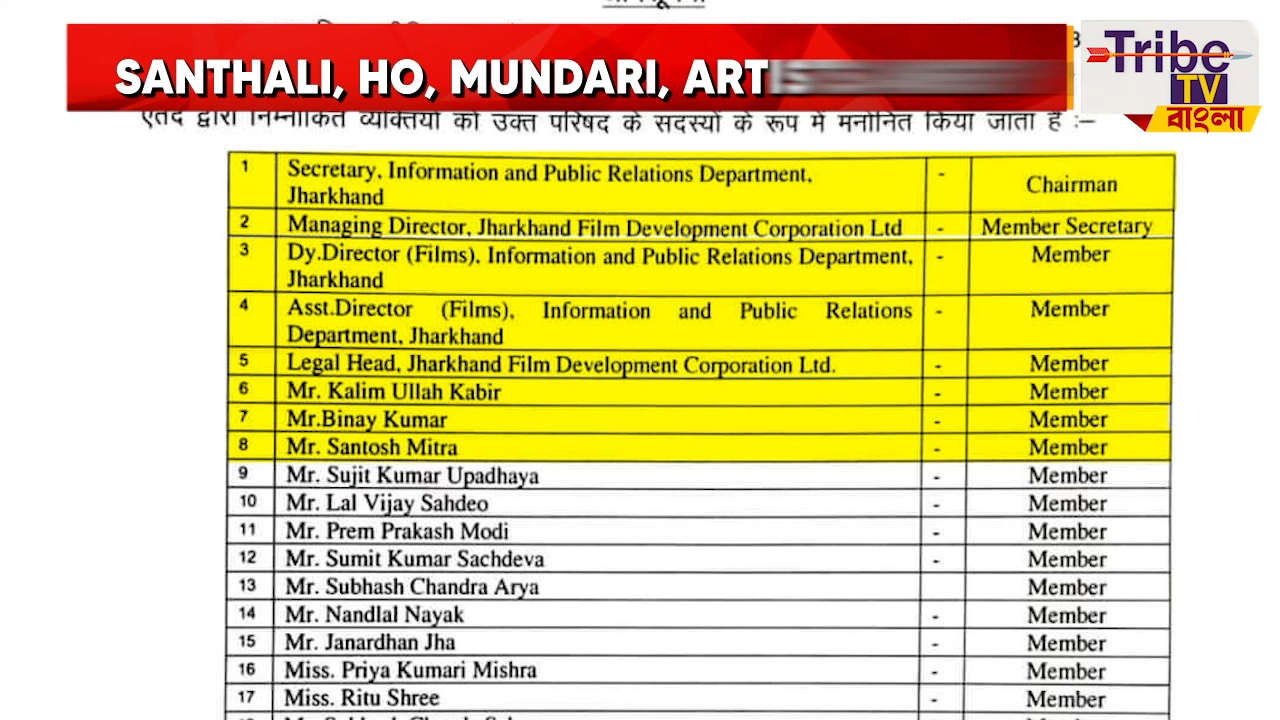 SANTHALI, HO, MUNDARI, ART
Tribe
TV
বাংলা
एतद द्वारा निम्नांकित व्यक्तियों को उक्त परिषद के सदस्यों के रूप में मनोनित किया जाता है :–
1 Secretary, Information and Public Relations Department, - Chairman
Jharkhand
2 Managing Director, Jharkhand Film Development Corporation Ltd - Member Secretary
3 Dy.Director (Films), Information and Public Relations Department, - Member
Jharkhand
4 Asst.Director (Films), Information and Public Relations - Member
Department, Jharkhand
5 Legal Head, Jharkhand Film Development Corporation Ltd. - Member
6 Mr. Kalim Ullah Kabir - Member
7 Mr.Binay Kumar - Member
8 Mr. Santosh Mitra - Member
9 Mr. Sujit Kumar Upadhaya - Member
10 Mr. Lal Vijay Sahdeo - Member
11 Mr. Prem Prakash Modi - Member
12 Mr. Sumit Kumar Sachdeva - Member
13 Mr. Subhash Chandra Arya Member
14 Mr. Nandlal Nayak - Member
15 Mr. Janardhan Jha - Member
16 Miss. Priya Kumari Mishra - Member
17 Miss. Ritu Shree - Member